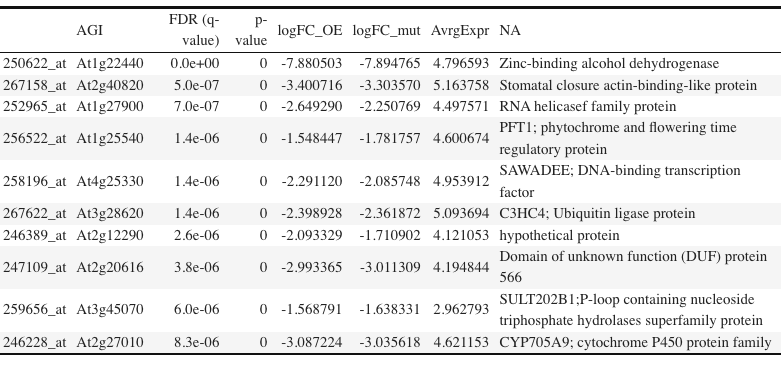 AGI FDR (q-value) p-value logFC_OE logFC_mut AvrgExpr NA
250622_at At1g22440 0.0e+00 0 -7.880503 -7.894765 4.796593 Zinc-binding alcohol dehydrogenase
267158_at At2g40820 5.0e-07 0 -3.400716 -3.303570 5.163758 Stomatal closure actin-binding-like protein
252965_at At1g27900 7.0e-07 0 -2.649290 -2.250769 4.497571 RNA helicasef family protein
256522_at At1g25540 1.4e-06 0 -1.548447 -1.781757 4.600674 PFT1; phytochrome and flowering time
regulatory protein
258196_at At4g25330 1.4e-06 0 -2.291120 -2.085748 4.953912 SAWADEE; DNA-binding transcription
factor
267622_at At3g28620 1.4e-06 0 -2.398928 -2.361872 5.093694 C3HC4; Ubiquitin ligase protein
246389_at At2g12290 2.6e-06 0 -2.093329 -1.710902 4.121053 hypothetical protein
247109_at At2g20616 3.8e-06 0 -2.993365 -3.011309 4.194844 Domain of unknown function (DUF) protein
566
259656_at At3g45070 6.0e-06 0 -1.568791 -1.638331 2.962793 SULT202B1;P-loop containing nucleoside
triphosphate hydrolases superfamily protein
246228_at At2g27010 8.3e-06 0 -3.087224 -3.035618 4.621153 CYP705A9; cytochrome P450 protein family